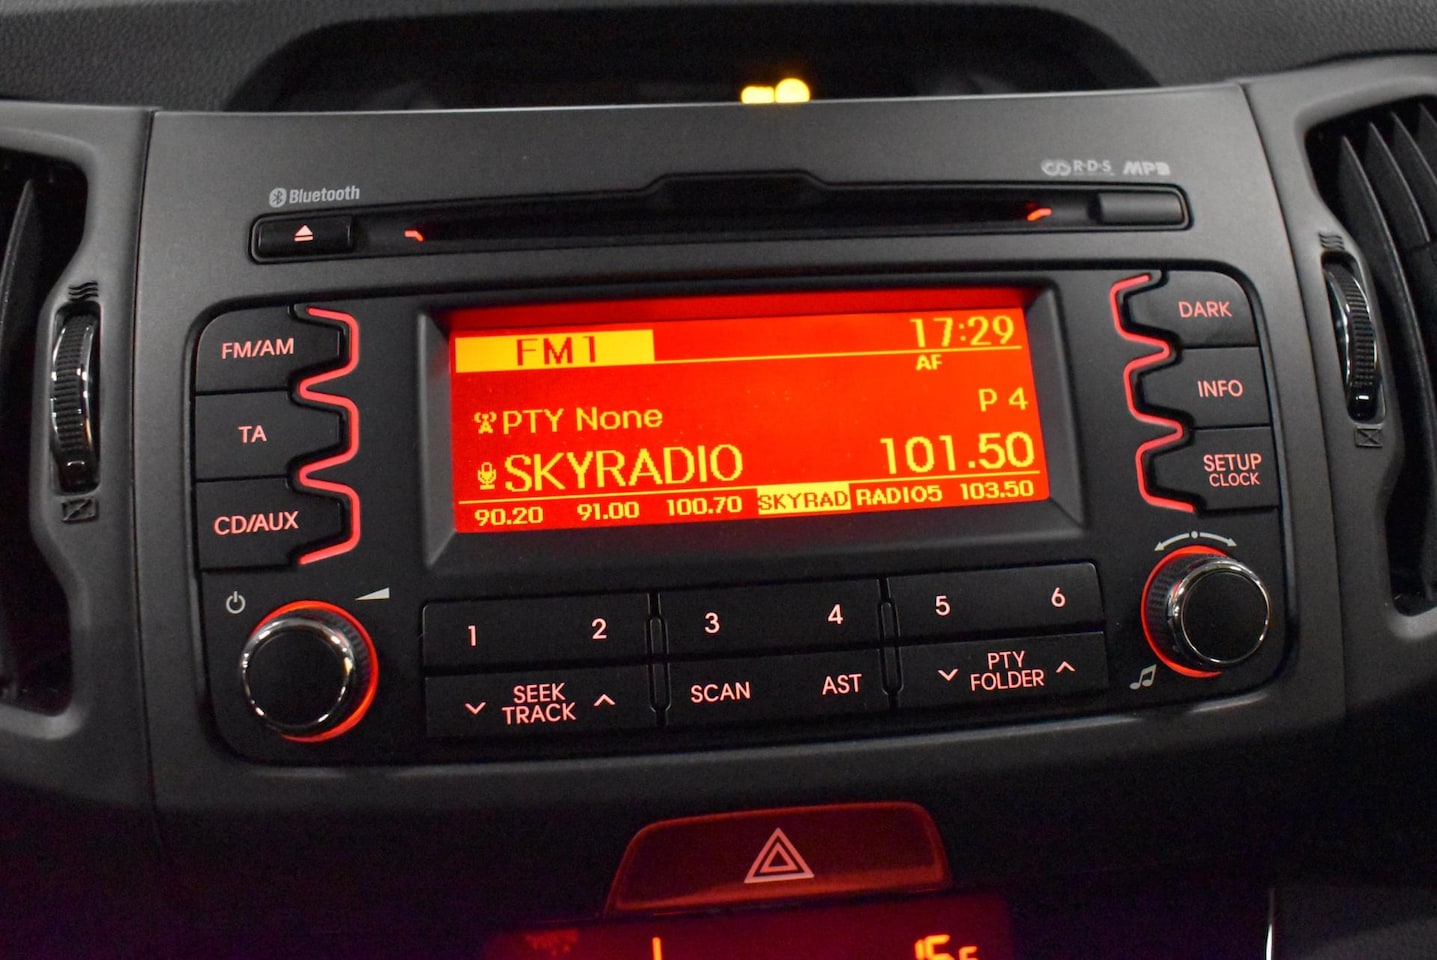 Bluetooth
R·D·S MP3
FM/AM
TA
CD/AUX
FM1
17:29
AF
PTY None
P 4
SKYRADIO
101.50
90.20 91.00 100.70 SKYRAD RADIO5 103.50
DARK
INFO
SETUP
CLOCK
1 2 3 4 5 6
SEEK
TRACK
SCAN
AST
PTY
FOLDER